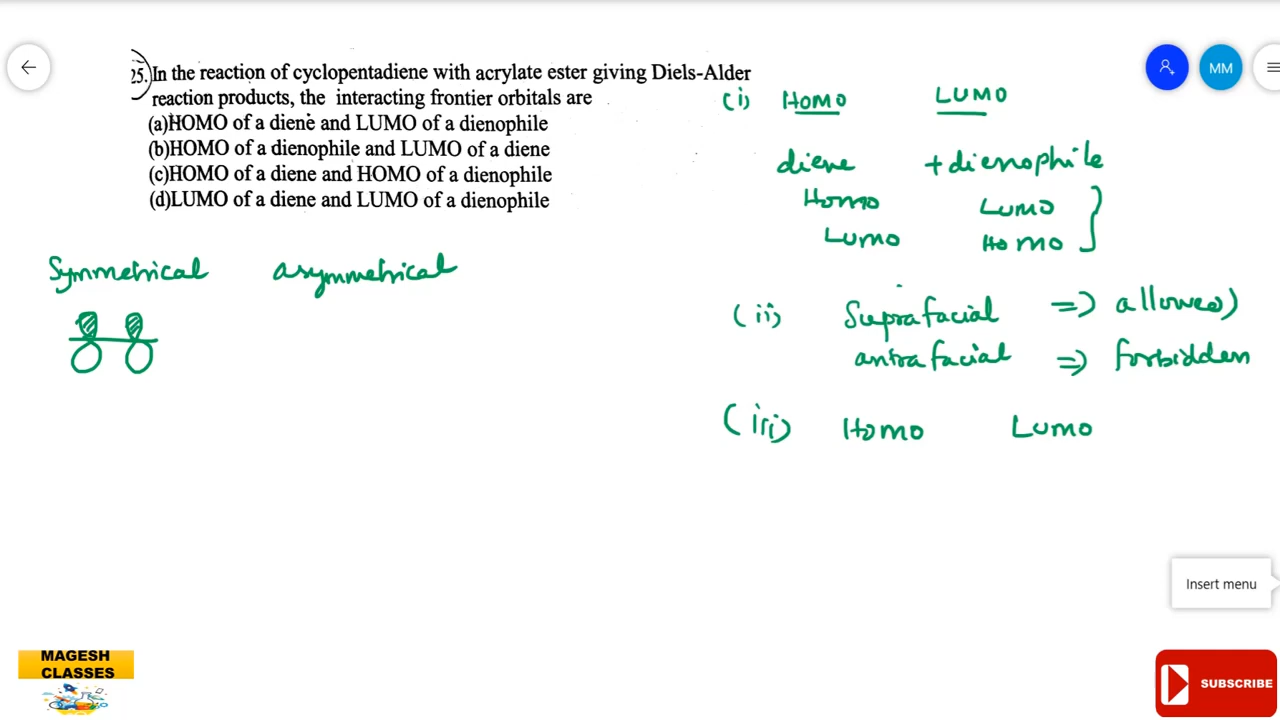 25. In the reaction of cyclopentadiene with acrylate ester giving Diels-Alder
reaction products, the interacting frontier orbitals are
(a)HOMO of a diene and LUMO of a dienophile
(b)HOMO of a dienophile and LUMO of a diene
(c)HOMO of a diene and HOMO of a dienophile
(d)LUMO of a diene and LUMO of a dienophile
(i) HOMO LUMO
diene + dienophile
HOMO LUMO
LUMO HOMO
Symmetrical asymmetrical
(ii) Suprafacial => allowed)
antrafacial => forbidden
(iii) HOMO LUMO
MM
Insert menu
MAGESH
CLASSES
SUBSCRIBE